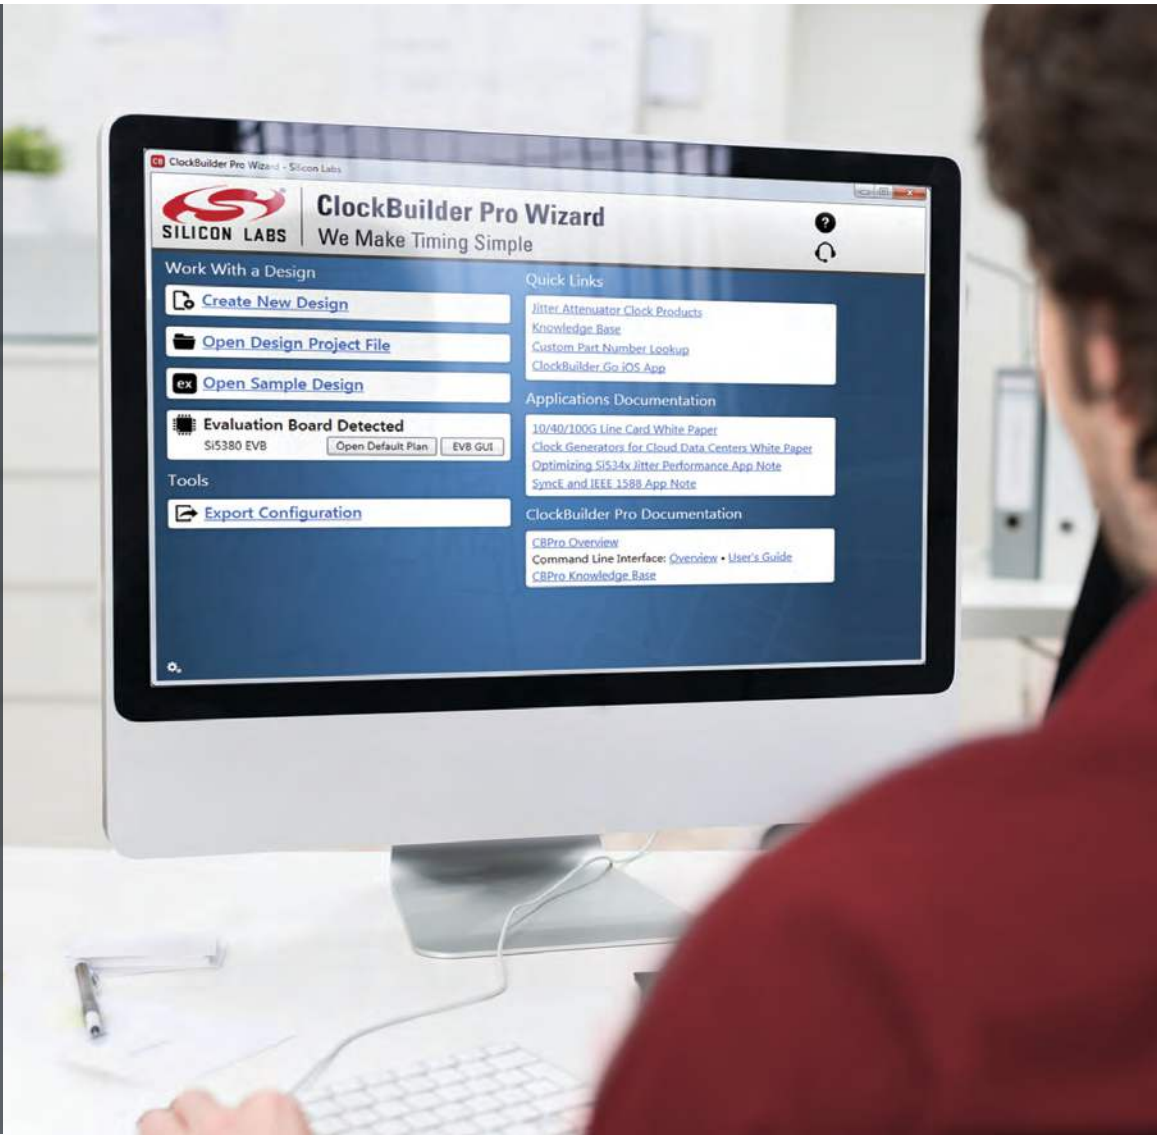 CB ClockBuilder Pro Wizard - Silicon Labs
SILICON LABS
ClockBuilder Pro Wizard
We Make Timing Simple
?
Work With a Design
Create New Design
Open Design Project File
ex Open Sample Design
Evaluation Board Detected
Si5380 EVB Open Default Plan EVB GUI
Tools
Export Configuration
Quick Links
Jitter Attenuator Clock Products
Knowledge Base
Custom Part Number Lookup
ClockBuilder Go iOS App
Applications Documentation
10/40/100G Line Card White Paper
Clock Generators for Cloud Data Centers White Paper
Optimizing Si534x Jitter Performance App Note
SyncE and IEEE 1588 App Note
ClockBuilder Pro Documentation
CBPro Overview
Command Line Interface: Overview • User's Guide
CBPro Knowledge Base